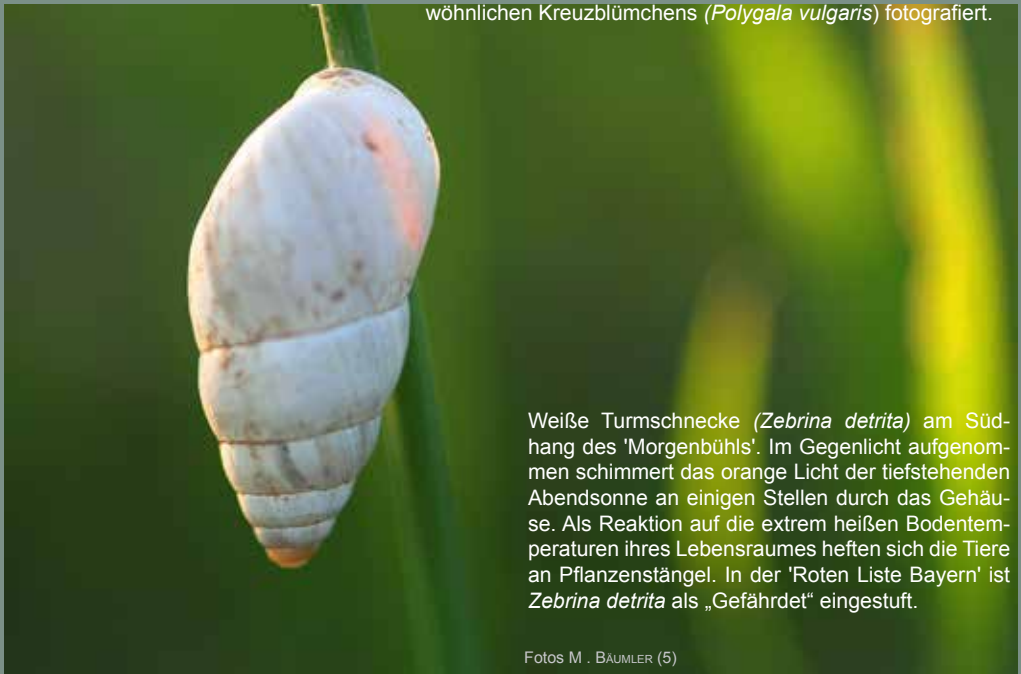 wöhnlichen Kreuzblümchens (Polygala vulgaris) fotografiert.
Weiße Turmschnecke (Zebrina detrita) am Süd-
hang des 'Morgenbühls'. Im Gegenlicht aufgenom-
men schimmert das orange Licht der tiefstehenden
Abendsonne an einigen Stellen durch das Gehäu-
se. Als Reaktion auf die extrem heißen Bodentem-
peraturen ihres Lebensraumes heften sich die Tiere
an Pflanzenstängel. In der 'Roten Liste Bayern' ist
Zebrina detrita als „Gefährdet“ eingestuft.
Fotos M . BÄUMLER (5)